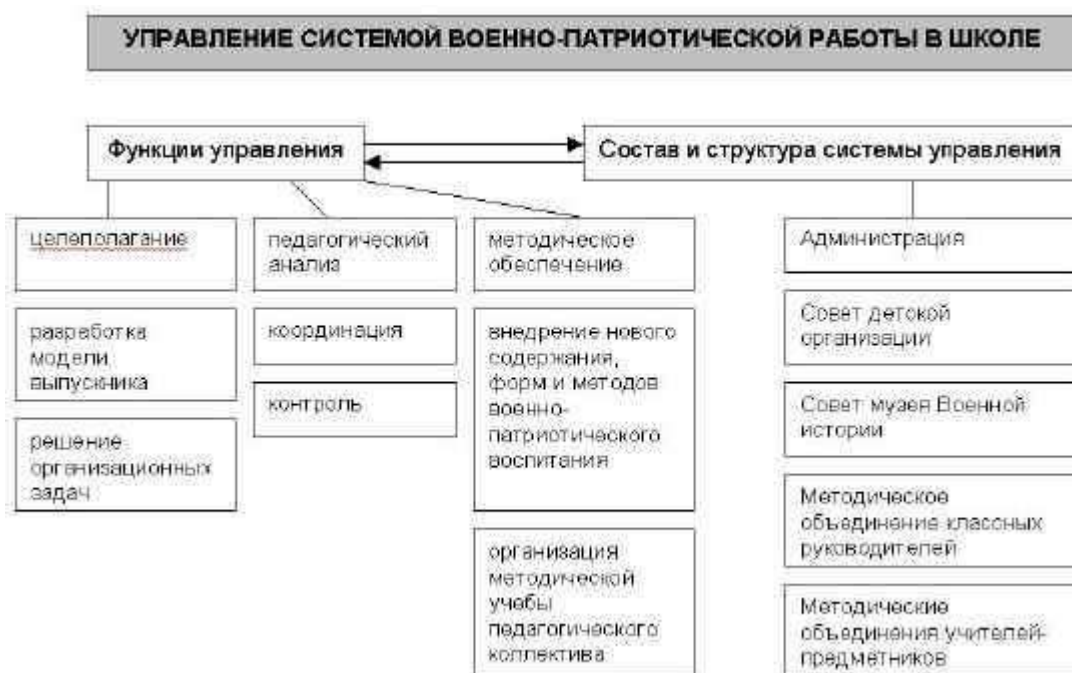 УПРАВЛЕНИЕ СИСТЕМОЙ ВОЕННО-ПАТРИОТИЧЕСКОЙ РАБОТЫ В ШКОЛЕ
Функции управления
Состав и структура системы управления
целеполагание
разработка
модели
выпускника
решение
организационных
задач
педагогический
анализ
координация
контроль
методическое
обеспечение
внедрение нового
содержания,
форм и методов
военно-
патриотического
воспитания
организация
методической
учебы
педагогического
коллектива
Администрация
Совет детской
организации
Совет музея Военной
истории
Методическое
объединение классных
руководителей
Методические
объединения учителей-
предметников